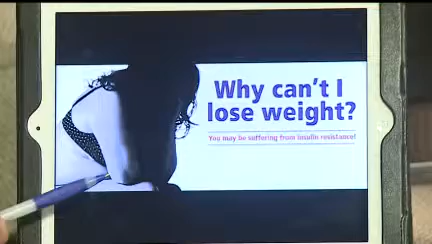 Why can't I
lose weight?
You may be suffering from insulin resistance!